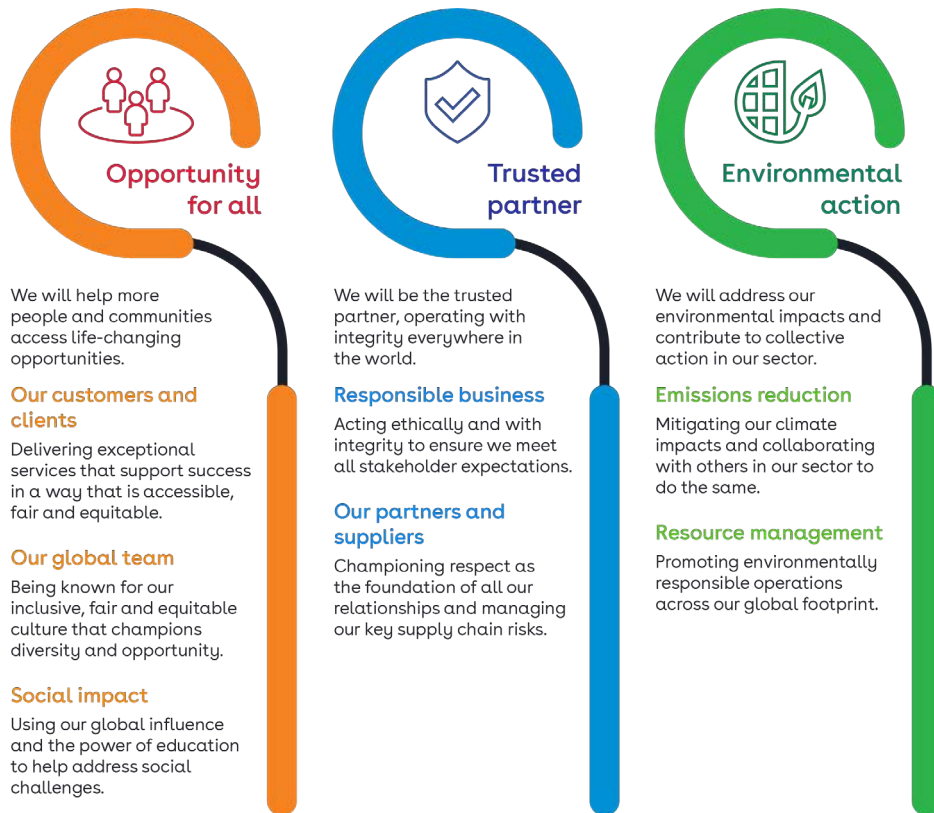 Opportunity
for all
We will help more
people and communities
access life-changing
opportunities.
Our customers and
clients
Delivering exceptional
services that support success
in a way that is accessible,
fair and equitable.
Our global team
Being known for our
inclusive, fair and equitable
culture that champions
diversity and opportunity.
Social impact
Using our global influence
and the power of education
to help address social
challenges.
Trusted
partner
We will be the trusted
partner, operating with
integrity everywhere in
the world.
Responsible business
Acting ethically and with
integrity to ensure we meet
all stakeholder expectations.
Our partners and
suppliers
Championing respect as
the foundation of all our
relationships and managing
our key supply chain risks.
Environmental
action
We will address our
environmental impacts and
contribute to collective
action in our sector.
Emissions reduction
Mitigating our climate
impacts and collaborating
with others in our sector to
do the same.
Resource management
Promoting environmentally
responsible operations
across our global footprint.